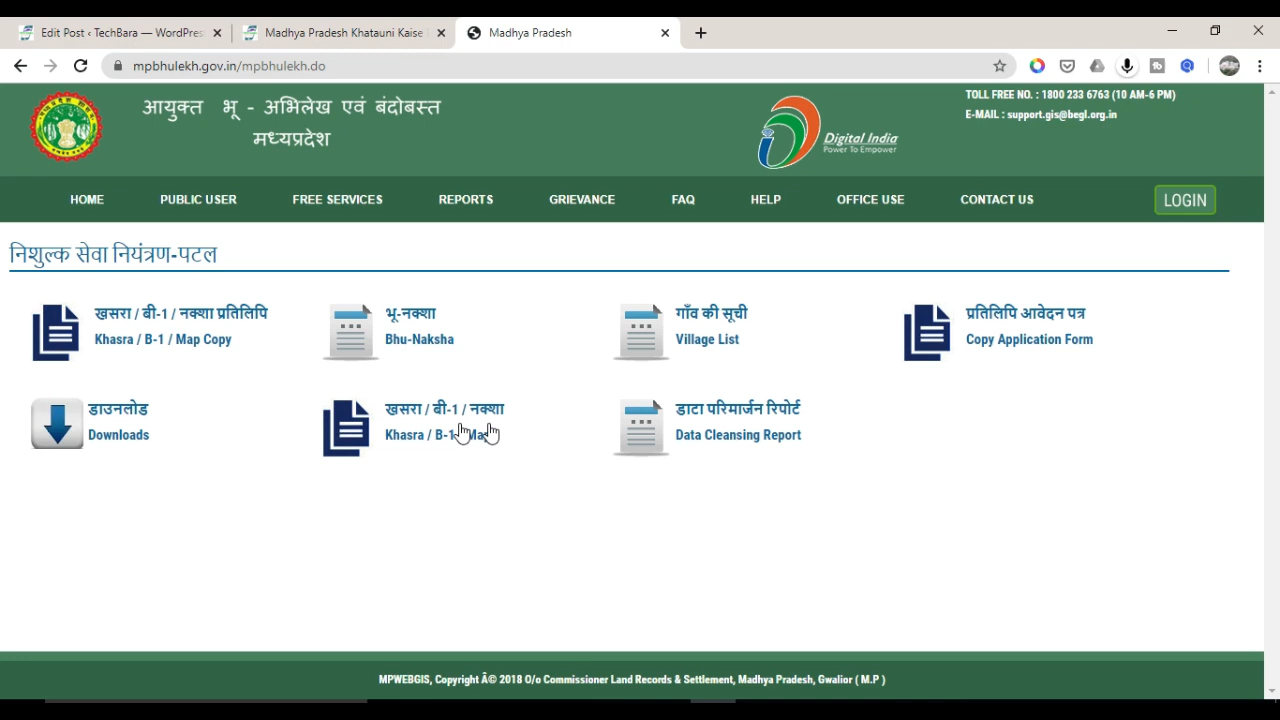 Edit Post ‹ TechBara — WordPres
Madhya Pradesh Khatauni Kaise
Madhya Pradesh
mpbhulekh.gov.in/mpbhulekh.do
आयुक्त भू - अभिलेख एवं बंदोबस्त
मध्यप्रदेश
Digital India
Power To Empower
TOLL FREE NO. : 1800 233 6763 (10 AM-6 PM)
E-MAIL : support.gis@begl.org.in
HOME PUBLIC USER FREE SERVICES REPORTS GRIEVANCE FAQ HELP OFFICE USE CONTACT US LOGIN
निशुल्क सेवा नियंत्रण-पटल
खसरा / बी-1 / नक्शा प्रतिलिपि
Khasra / B-1 / Map Copy
भू-नक्शा
Bhu-Naksha
गाँव की सूची
Village List
प्रतिलिपि आवेदन पत्र
Copy Application Form
डाउनलोड
Downloads
खसरा / बी-1 / नक्शा
Khasra / B-1
डाटा परिमार्जन रिपोर्ट
Data Cleansing Report
MPWEBGIS, Copyright Â© 2018 O/o Commissioner Land Records & Settlement, Madhya Pradesh, Gwalior ( M.P )